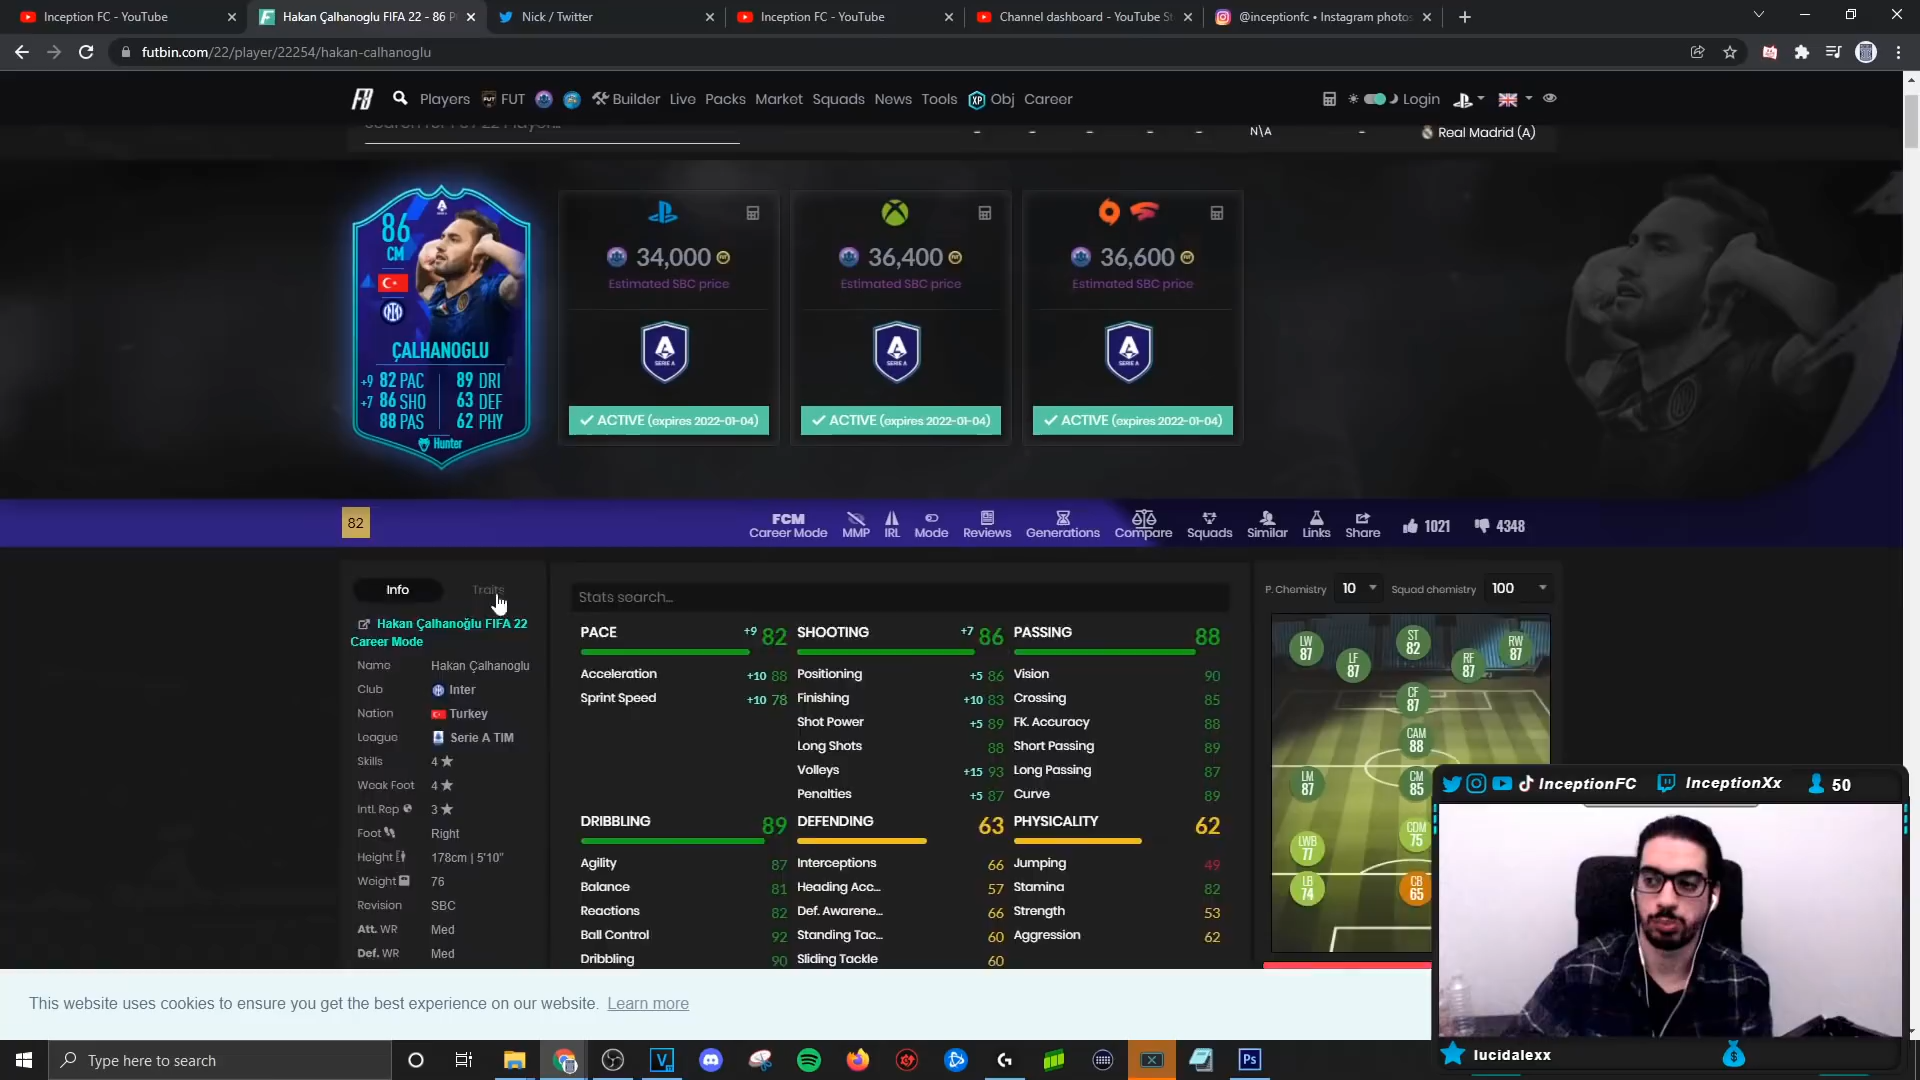 Inception FC - YouTube
Hakan Çalhanoglu FIFA 22 - 86 P
Nick / Twitter
Inception FC - YouTube
Channel dashboard - YouTube St
@inceptionfc • Instagram photos
futbin.com/22/player/22254/hakan-calhanoglu
Players FUT Builder Live Packs Market Squads News Tools XP Obj Career Login
- - - - - N/A - Real Madrid (A)
86
CM
ÇALHANOGLU
+9 82 PAC 89 DRI
+7 86 SHO 63 DEF
88 PAS 62 PHY
Hunter
34,000
Estimated SBC price
SERIE A
ACTIVE (expires 2022-01-04)
36,400
Estimated SBC price
SERIE A
ACTIVE (expires 2022-01-04)
36,600
Estimated SBC price
SERIE A
ACTIVE (expires 2022-01-04)
82
FCM
Career Mode MMP IRL Mode Reviews Generations Compare Squads Similar Links Share 1021 4348
Info Traits
Hakan Çalhanoğlu FIFA 22
Career Mode
Name Hakan Çalhanoglu
Club Inter
Nation Turkey
League Serie A TIM
Skills 4
Weak Foot 4
Intl. Rep 3
Foot Right
Height 178cm | 5'10"
Weight 76
Revision SBC
Att. WR Med
Def. WR Med
Stats search...
PACE +9 82
Acceleration +10 88
Sprint Speed +10 78
SHOOTING +7 86
Positioning +5 86
Finishing +10 83
Shot Power +5 89
Long Shots 88
Volleys +15 93
Penalties +5 87
PASSING 88
Vision 90
Crossing 85
FK. Accuracy 88
Short Passing 89
Long Passing 87
Curve 89
DRIBBLING 89
Agility 87
Balance 81
Reactions 82
Ball Control 92
Dribbling 90
DEFENDING 63
Interceptions 66
Heading Acc... 57
Def. Awarene... 66
Standing Tac... 60
Sliding Tackle 60
PHYSICALITY 62
Jumping 49
Stamina 82
Strength 53
Aggression 62
P. Chemistry 10 Squad chemistry 100
LW 87
ST 82
RW 87
LF 87
RF 87
CF 87
CAM 88
LM 87
CM 85
CDM 75
LWB 77
LB 74
CB 65
InceptionFC InceptionXx 50
lucidalexx
This website uses cookies to ensure you get the best experience on our website. Learn more
Type here to search
Ps